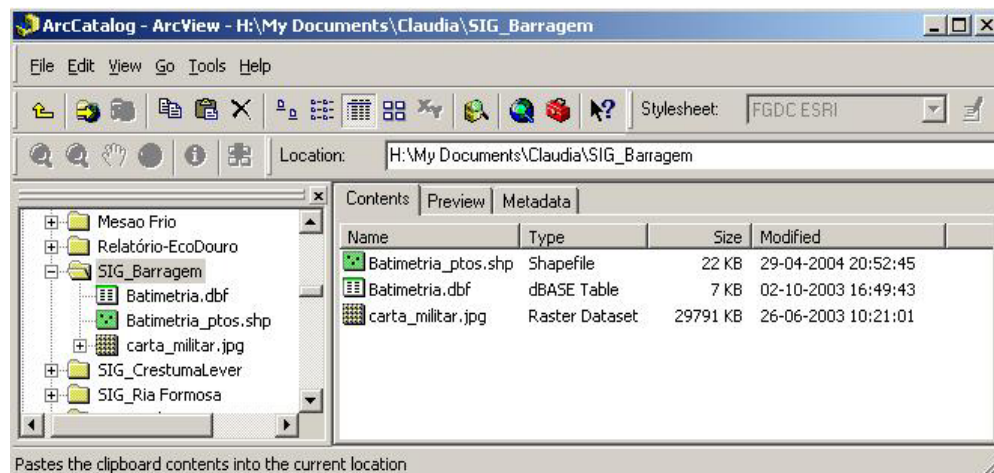 ArcCatalog - ArcView - H:\My Documents\Claudia\SIG_Barragem
File Edit View Go Tools Help
Stylesheet: FGDC ESRI
Location: H:\My Documents\Claudia\SIG_Barragem
Mesao Frio
Relatório-EcoDouro
SIG_Barragem
Batimetria.dbf
Batimetria_ptos.shp
carta_militar.jpg
SIG_CrestumaLever
SIG_Ria Formosa
Contents Preview Metadata
Name Type Size Modified
Batimetria_ptos.shp Shapefile 22 KB 29-04-2004 20:52:45
Batimetria.dbf dBASE Table 7 KB 02-10-2003 16:49:43
carta_militar.jpg Raster Dataset 29791 KB 26-06-2003 10:21:01
Pastes the clipboard contents into the current location